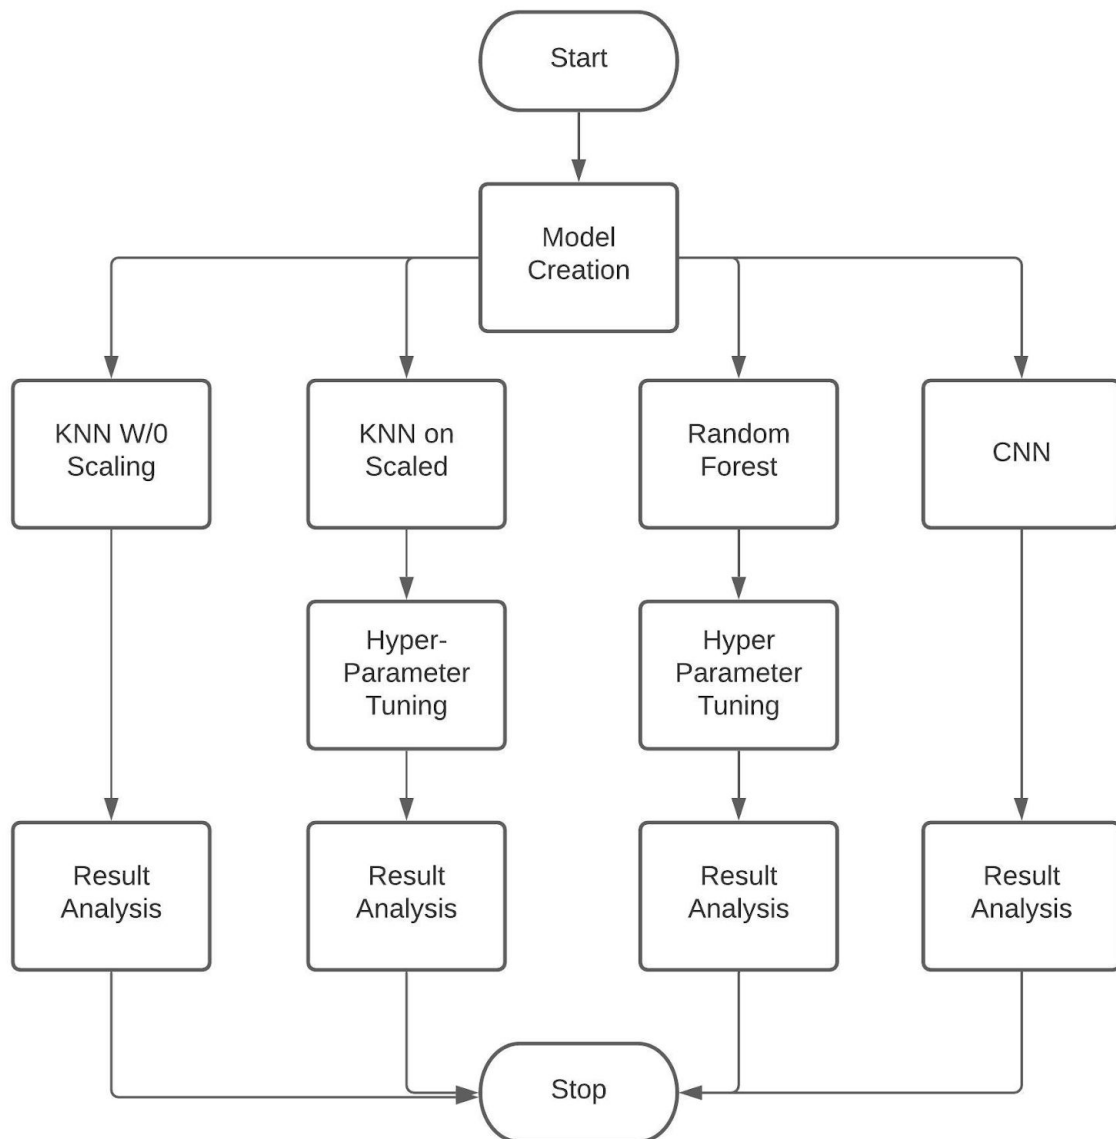 Start
Model
Creation
KNN W/0
Scaling
KNN on
Scaled
Random
Forest
CNN
Hyper-
Parameter
Tuning
Hyper
Parameter
Tuning
Result
Analysis
Result
Analysis
Result
Analysis
Result
Analysis
Stop